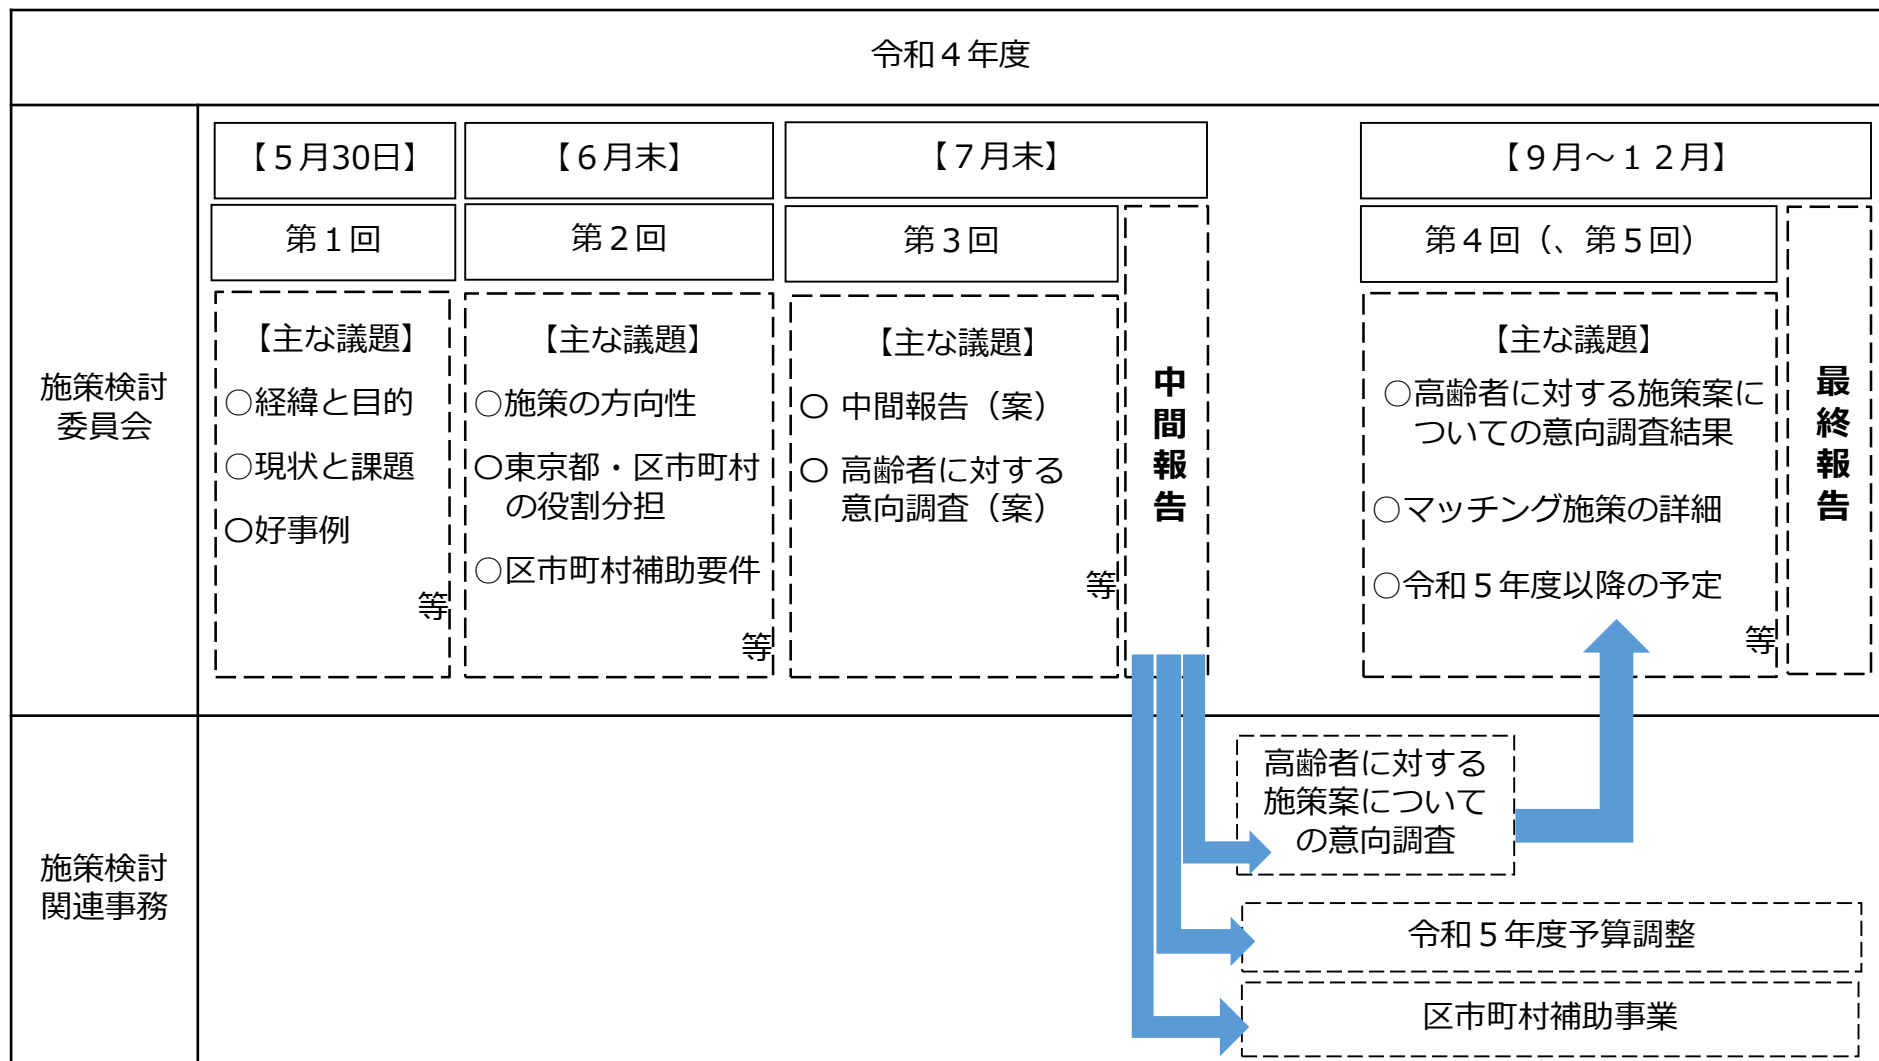 令和４年度
施策検討
委員会
【５月30日】
第１回
【主な議題】
○経緯と目的
○現状と課題
○好事例
等
【６月末】
第２回
【主な議題】
○施策の方向性
○東京都・区市町村
の役割分担
○区市町村補助要件
等
【７月末】
第３回
【主な議題】
○ 中間報告（案）
○ 高齢者に対する
意向調査（案）
等
中間報告
【９月～１２月】
第４回（、第５回）
【主な議題】
○高齢者に対する施策案に
ついての意向調査結果
○マッチング施策の詳細
○令和５年度以降の予定
等
最終報告
施策検討
関連事務
高齢者に対する
施策案について
の意向調査
令和５年度予算調整
区市町村補助事業